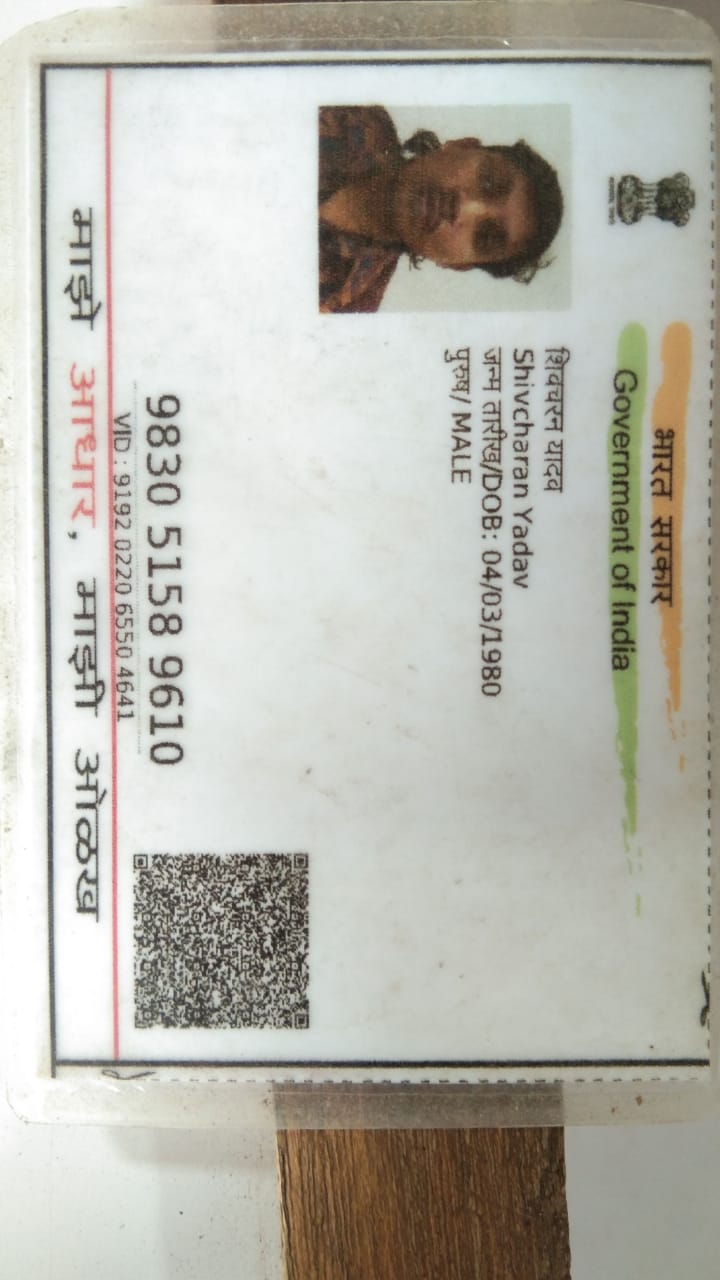 भारत सरकार
Government of India
शिवचरन यादव
Shivcharan Yadav
जन्म तारीख/DOB: 04/03/1980
पुरुष/ MALE
9830 5158 9610
VID : 9192 0220 6550 4641
माझे आधार, माझी ओळख